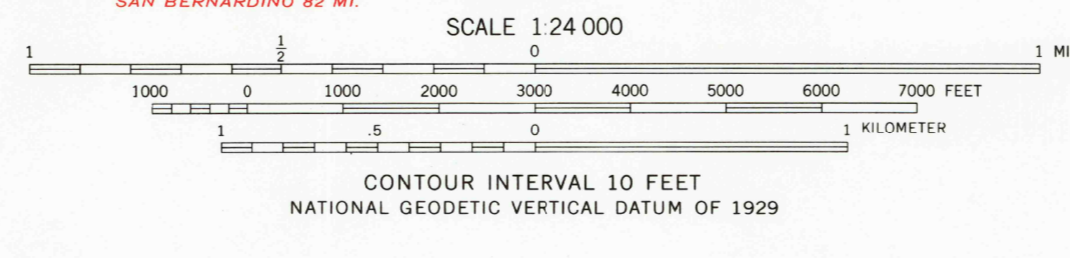 SAN BERNARDINO 82 MI.
SCALE 1:24 000
1 1/2 0 1 MI
1000 0 1000 2000 3000 4000 5000 6000 7000 FEET
1 .5 0 1 KILOMETER
CONTOUR INTERVAL 10 FEET
NATIONAL GEODETIC VERTICAL DATUM OF 1929